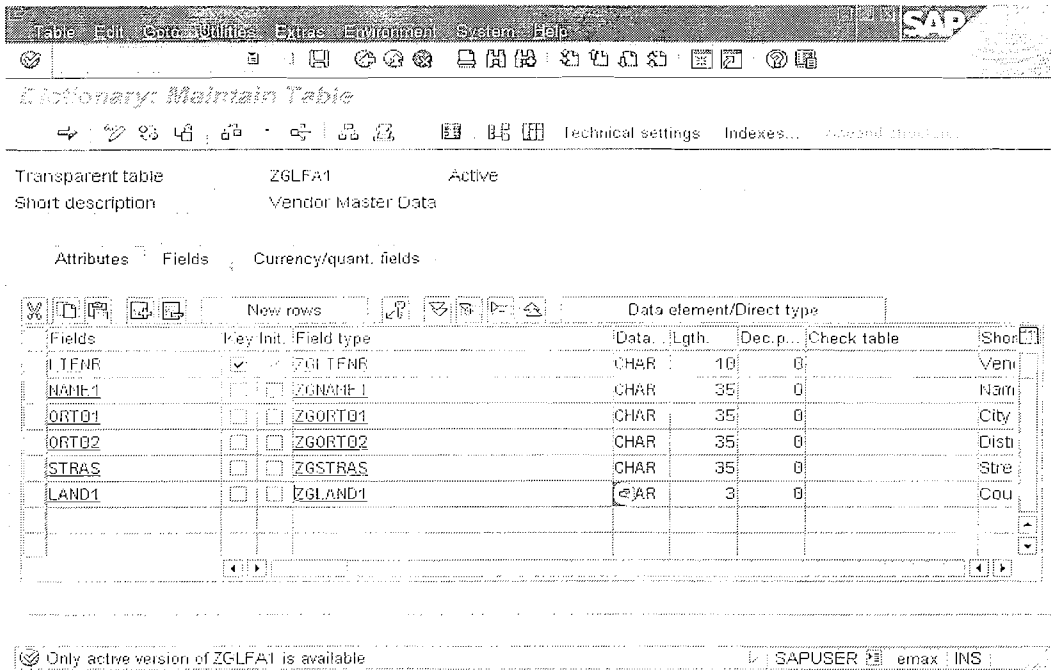 Table Edit Goto Utilities Extras Environment System Help
SAP
Dictionary: Maintain Table
Technical settings Indexes...
Transparent table ZGLFA1 Active
Short description Vendor Master Data
Attributes Fields Currency/quant. fields
New rows Data element/Direct type
Fields Key Init. Field type Data... Lgth. Dec.p... Check table Shor
LIFNR ZGLIFNR CHAR 10 0 Ven
NAME1 ZGNAME1 CHAR 35 0 Nam
ORT01 ZGORT01 CHAR 35 0 City
ORT02 ZGORT02 CHAR 35 0 Distr
STRAS ZGSTRAS CHAR 35 0 Stre
LAND1 ZGLAND1 CHAR 3 0 Cou
Only active version of ZGLFA1 is available SAPUSER emax INS